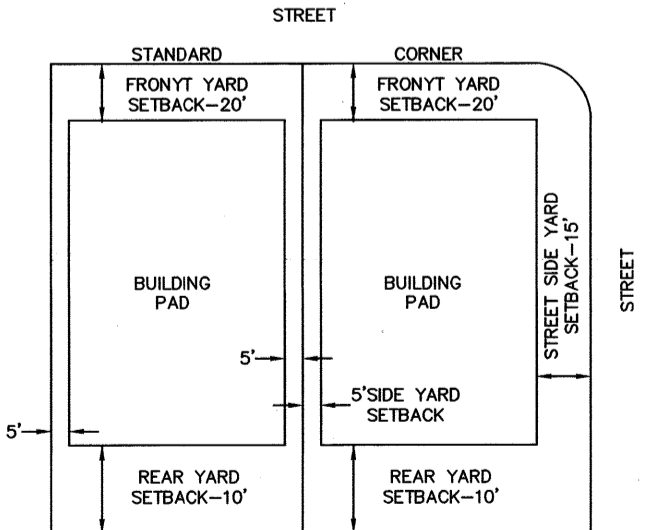 STREET
STANDARD
CORNER
FRONYT YARD
SETBACK-20'
FRONYT YARD
SETBACK-20'
STREET SIDE YARD
SETBACK-15'
STREET
BUILDING
PAD
BUILDING
PAD
5'
5'SIDE YARD
SETBACK
5'
REAR YARD
SETBACK-10'
REAR YARD
SETBACK-10'